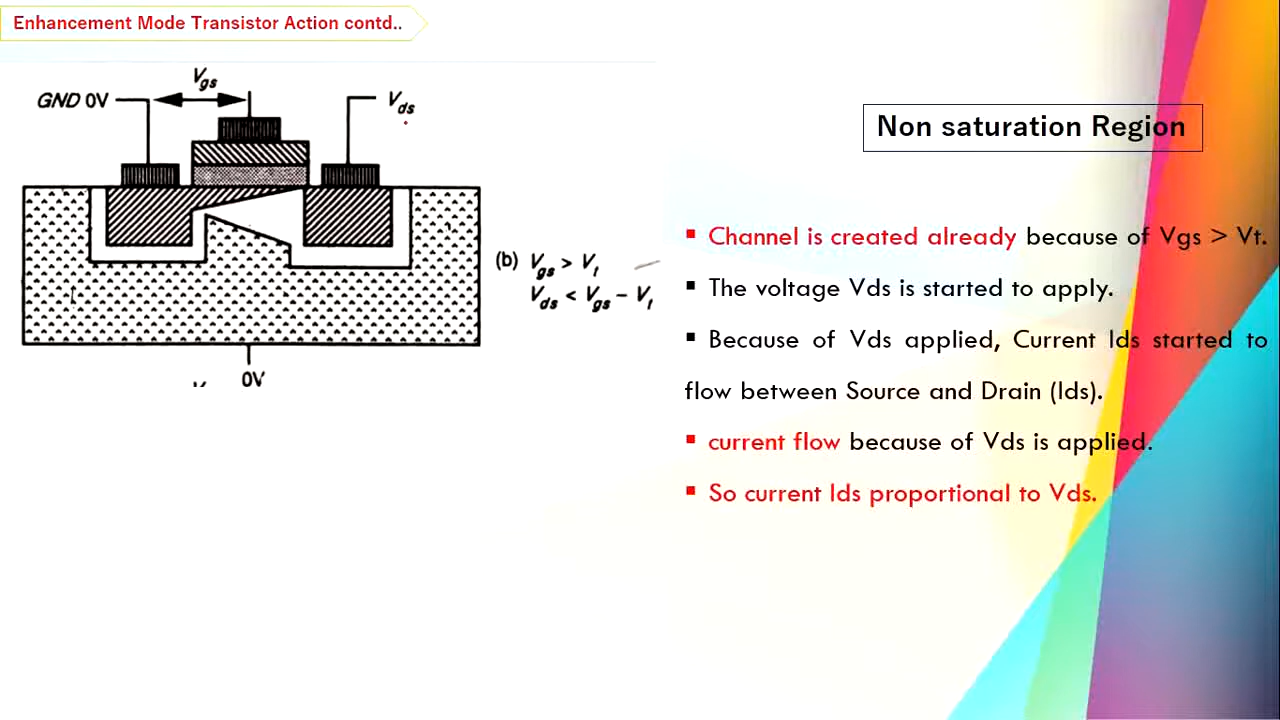 Enhancement Mode Transistor Action contd..
Vgs
GND 0V
Vds
Non saturation Region
▪ Channel is created already because of Vgs > Vt.
(b) Vgs > Vt
▪ The voltage Vds is started to apply.
Vds < Vgs – Vt
▪ Because of Vds applied, Current Ids started to
flow between Source and Drain (Ids).
0V
▪ current flow because of Vds is applied.
▪ So current Ids proportional to Vds.